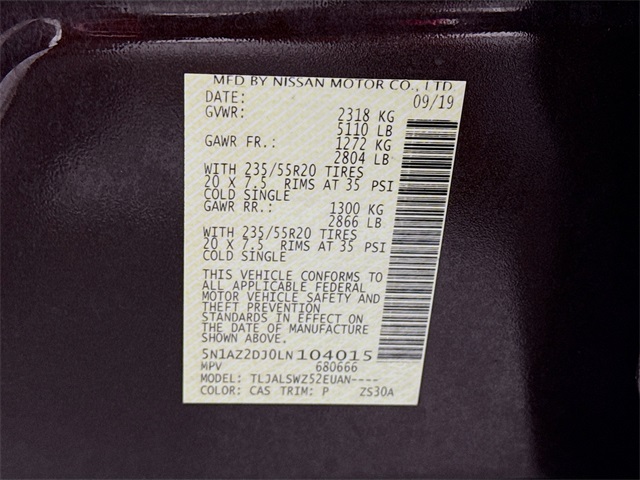 MFD BY NISSAN MOTOR CO., LTD
DATE: 09/19
GVWR: 2318 KG
5110 LB
GAWR FR.: 1272 KG
2804 LB
WITH 235/55R20 TIRES
20 X 7.5 RIMS AT 35 PSI
COLD SINGLE
GAWR RR.: 1300 KG
2866 LB
WITH 235/55R20 TIRES
20 X 7.5 RIMS AT 35 PSI
COLD SINGLE
THIS VEHICLE CONFORMS TO
ALL APPLICABLE FEDERAL
MOTOR VEHICLE SAFETY AND
THEFT PREVENTION
STANDARDS IN EFFECT ON
THE DATE OF MANUFACTURE
SHOWN ABOVE.
5N1AZ2DJ0LN104015
MPV 680666
MODEL: TLJALSWZ52EUAN----
COLOR: CAS TRIM: P ZS30A